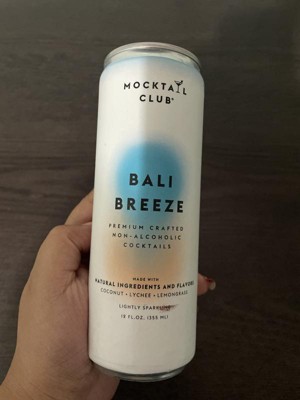 MOCKTAIL
CLUB
BALI
BREEZE
PREMIUM CRAFTED
NON-ALCOHOLIC
COCKTAILS
MADE WITH
NATURAL INGREDIENTS AND FLAVORS
COCONUT • LYCHEE • LEMONGRASS
LIGHTLY SPARKLING
12 FL.OZ. (355 ML)